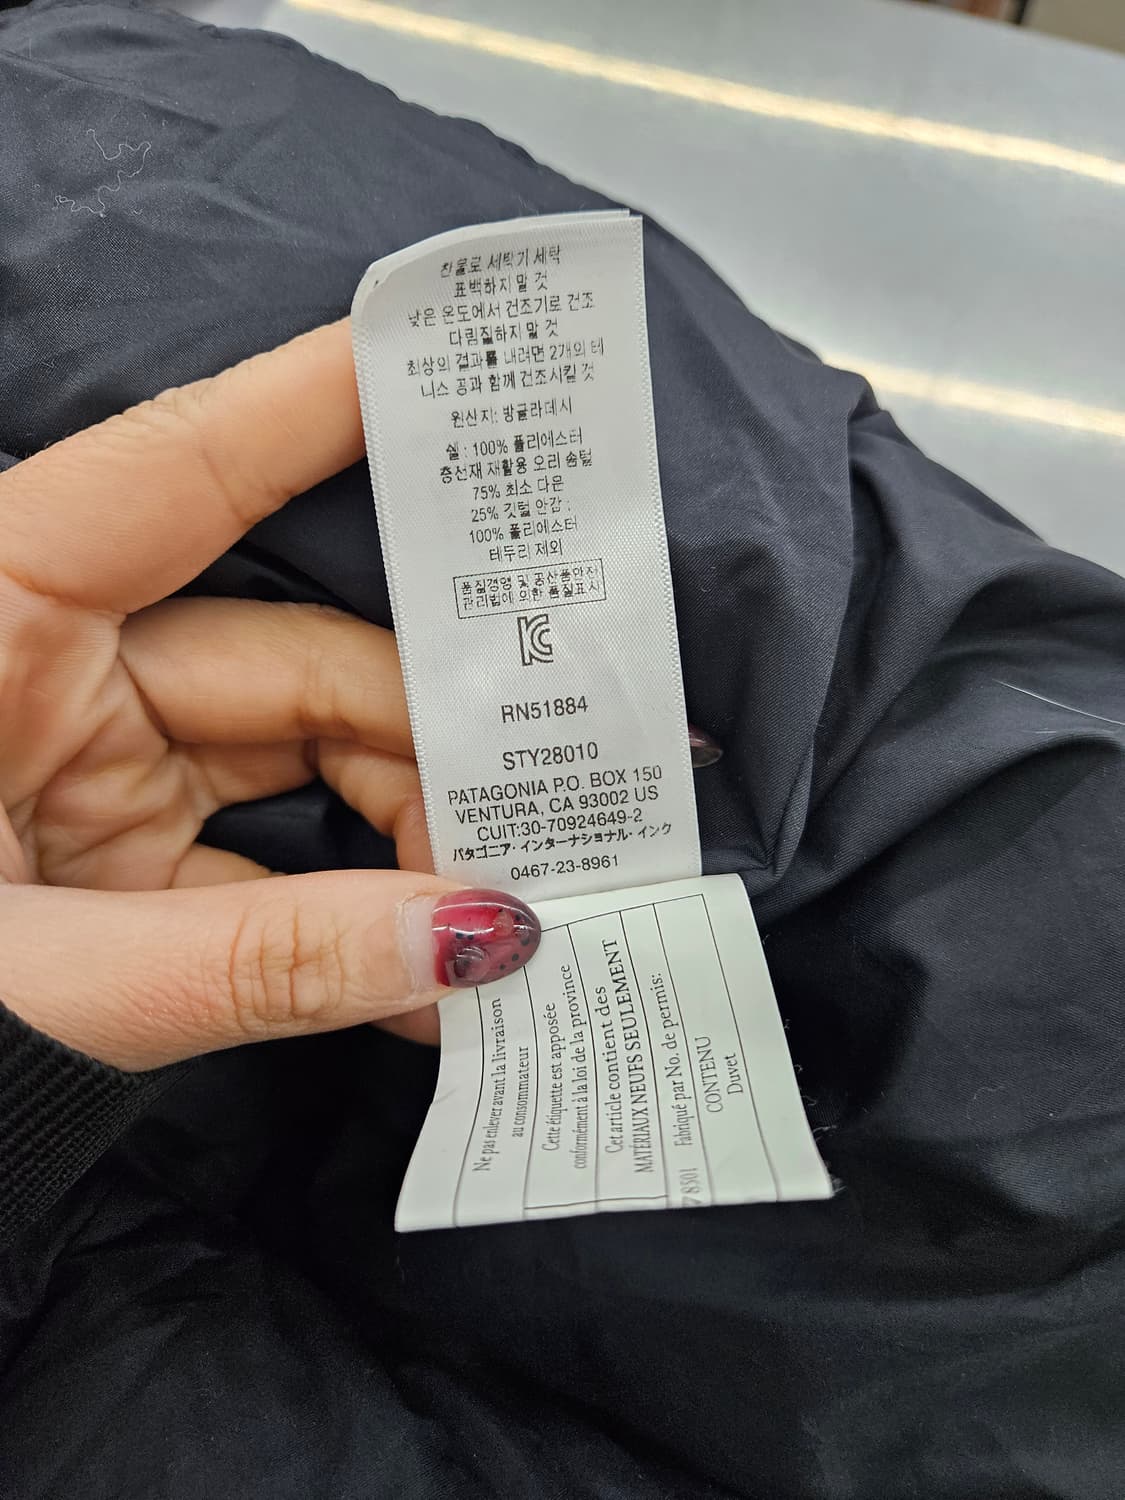 찬물로 세탁기 세탁
표백하지 말 것
낮은 온도에서 건조기로 건조
다림질하지 말 것
최상의 결과를 내려면 2개의 테
니스 공과 함께 건조시킬 것
원산지: 방글라데시
쉘 : 100% 폴리에스터
충선재 재활용 오리 솜털
75% 최소 다운
25% 깃털 안감 :
100% 폴리에스터
테두리 제외
품질경영 및 공산품안전
관리법에 의한 품질표시
RN51884
STY28010
PATAGONIA P.O. BOX 150
VENTURA, CA 93002 US
CUIT:30-70924649-2
パタゴニア・インターナショナル・インク
0467-23-8961
Ne pas enlever avant la livraison
au consommateur
Cette étiquette est apposée
conformément à la loi de la province
Cet article contient des
MATÉRIAUX NEUFS SEULEMENT
Fabriqué par No. de permis:
78501
CONTENU
Duvet